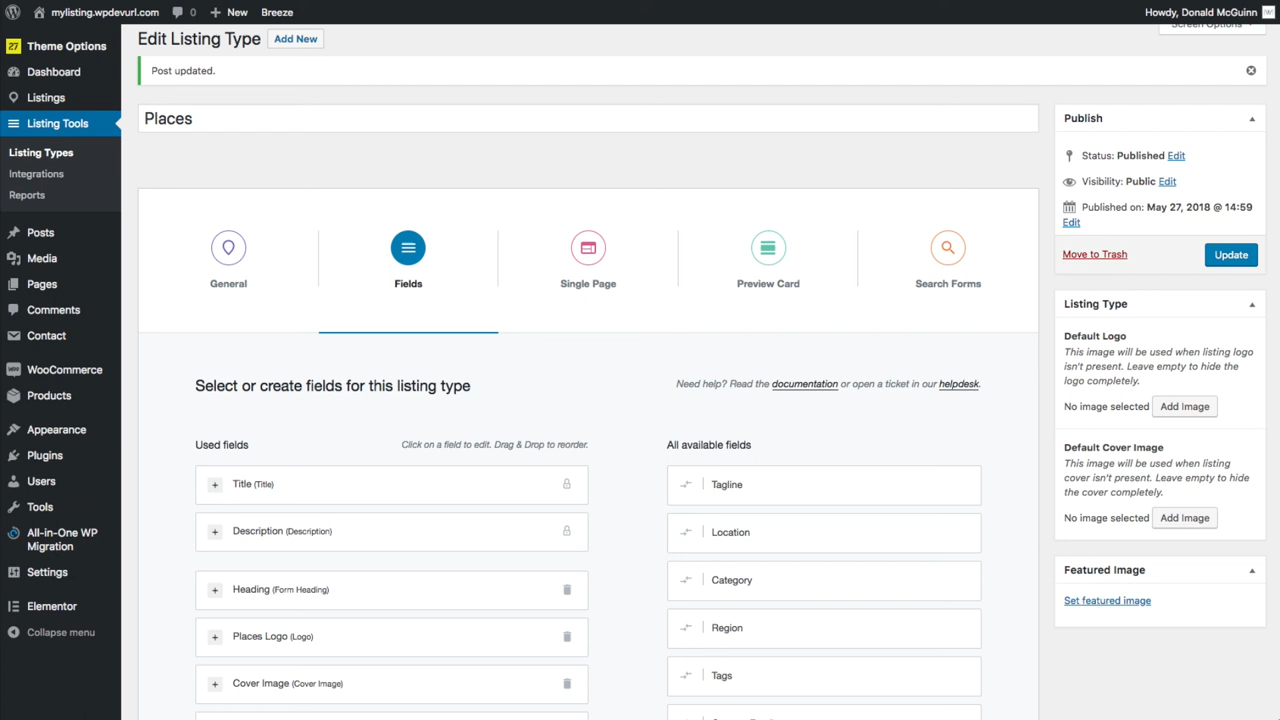 mylisting.wpdevurl.com 0 New Breeze Howdy, Donald McGuinn
27 Theme Options
Dashboard
Listings
Listing Tools
Listing Types
Integrations
Reports
Posts
Media
Pages
Comments
Contact
WooCommerce
Products
Appearance
Plugins
Users
Tools
All-in-One WP
Migration
Settings
Elementor
Collapse menu
Screen Options
Edit Listing Type Add New
Post updated.
Places
General
Fields
Single Page
Preview Card
Search Forms
Select or create fields for this listing type
Need help? Read the documentation or open a ticket in our helpdesk.
Used fields
Click on a field to edit. Drag & Drop to reorder.
Title (Title)
Description (Description)
Heading (Form Heading)
Places Logo (Logo)
Cover Image (Cover Image)
All available fields
Tagline
Location
Category
Region
Tags
Publish
Status: Published Edit
Visibility: Public Edit
Published on: May 27, 2018 @ 14:59
Edit
Move to Trash Update
Listing Type
Default Logo
This image will be used when listing logo
isn't present. Leave empty to hide the
logo completely.
No image selected Add Image
Default Cover Image
This image will be used when listing
cover isn't present. Leave empty to hide
the cover completely.
No image selected Add Image
Featured Image
Set featured image